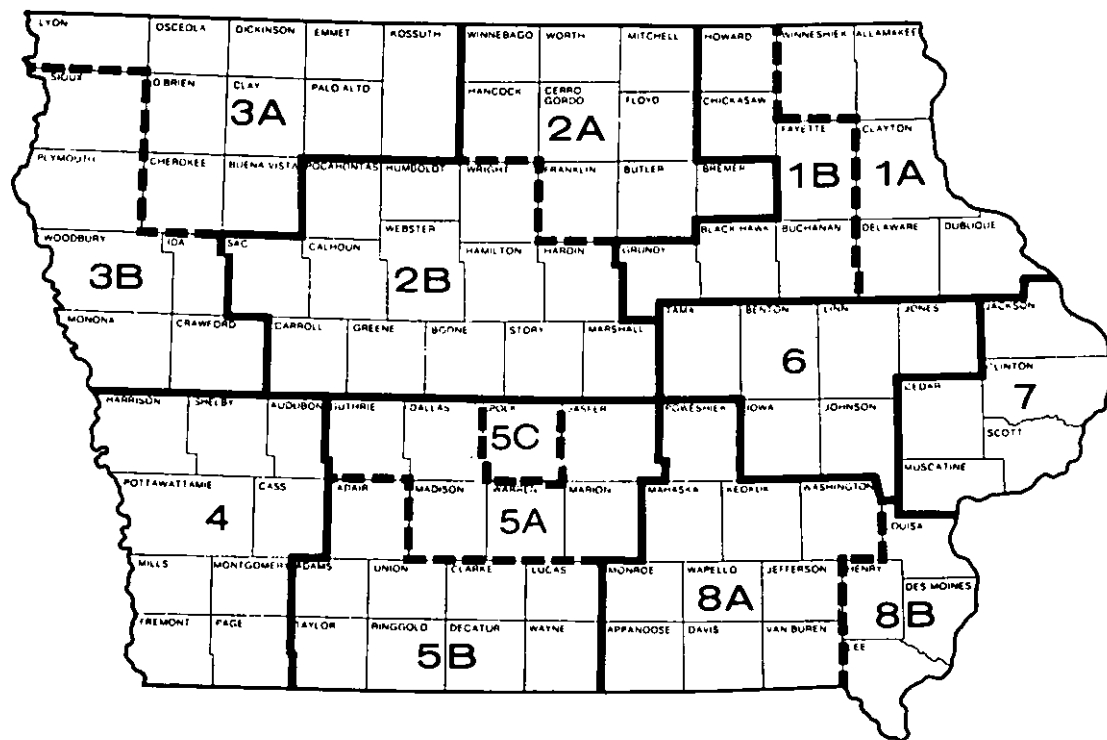 LYON OSCEOLA DICKINSON EMMET KOSSUTH WINNEBAGO WORTH MITCHELL HOWARD WINNESHIEK ALLAMAKEE
SIOUX O'BRIEN CLAY PALO ALTO HANCOCK CERRO GORDO FLOYD CHICKASAW
3A 2A
FAYETTE CLAYTON
PLYMOUTH CHEROKEE BUENA VISTA POCAHONTAS HUMBOLDT WRIGHT FRANKLIN BUTLER BREMER
1B 1A
WOODBURY IDA SAC CALHOUN WEBSTER HAMILTON HARDIN GRUNDY BLACK HAWK BUCHANAN DELAWARE DUBUQUE
3B 2B
MONONA CRAWFORD CARROLL GREENE BOONE STORY MARSHALL TAMA BENTON LINN JONES JACKSON
6
CLINTON
7
CEDAR
HARRISON SHELBY AUDUBON GUTHRIE DALLAS POLK JASPER POWESHIEK IOWA JOHNSON
5C
SCOTT
MUSCATINE
POTTAWATTAMIE CASS ADAIR MADISON WARREN MARION MAHASKA KEOKUK WASHINGTON
4 5A
LOUISA
MILLS MONTGOMERY ADAMS UNION CLARKE LUCAS MONROE WAPELLO JEFFERSON HENRY
DES MOINES
8A 8B
FREMONT PAGE TAYLOR RINGGOLD DECATUR WAYNE APPANOOSE DAVIS VAN BUREN LEE
5B